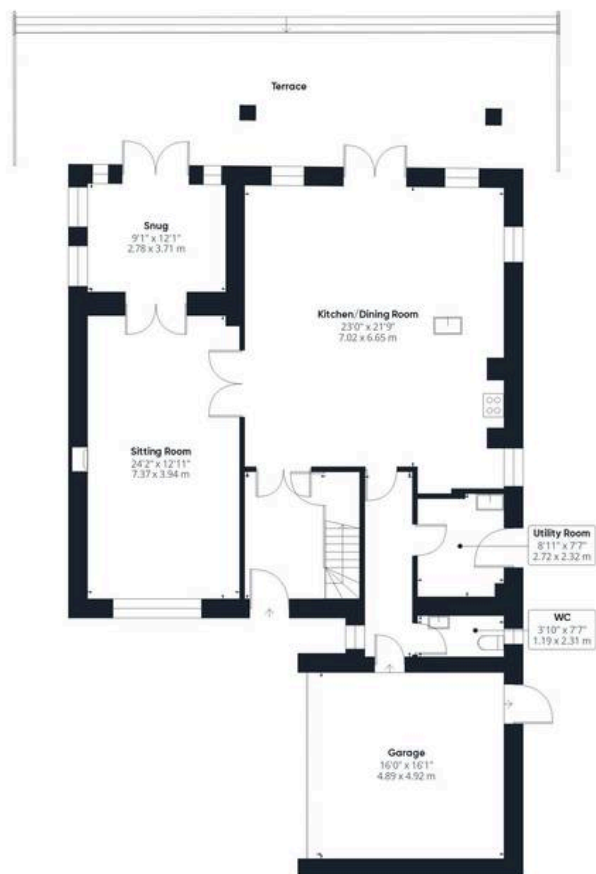 Terrace
Snug
9'1" x 12'1"
2.78 x 3.71 m
Kitchen/Dining Room
23'0" x 21'9"
7.02 x 6.65 m
Sitting Room
24'2" x 12'11"
7.37 x 3.94 m
Utility Room
8'11" x 7'7"
2.72 x 2.32 m
WC
3'10" x 7'7"
1.19 x 2.31 m
Garage
16'0" x 16'1"
4.89 x 4.92 m